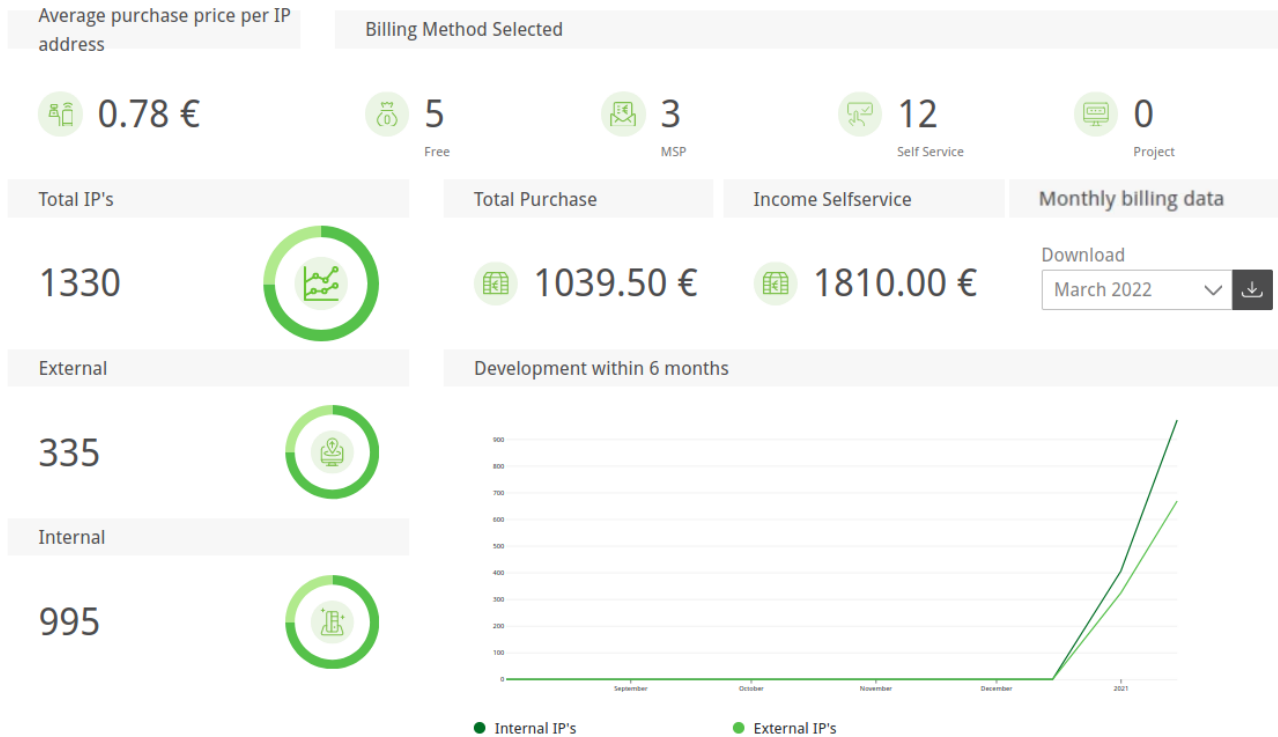 Average purchase price per IP
address
Billing Method Selected
0.78 €
5
Free
3
MSP
12
Self Service
0
Project
Total IP's
1330
Total Purchase
1039.50 €
Income Selfservice
1810.00 €
Monthly billing data
Download
March 2022
External
335
Internal
995
Development within 6 months
900
800
700
600
500
400
300
200
100
0
September
October
November
December
2021
Internal IP's
External IP's